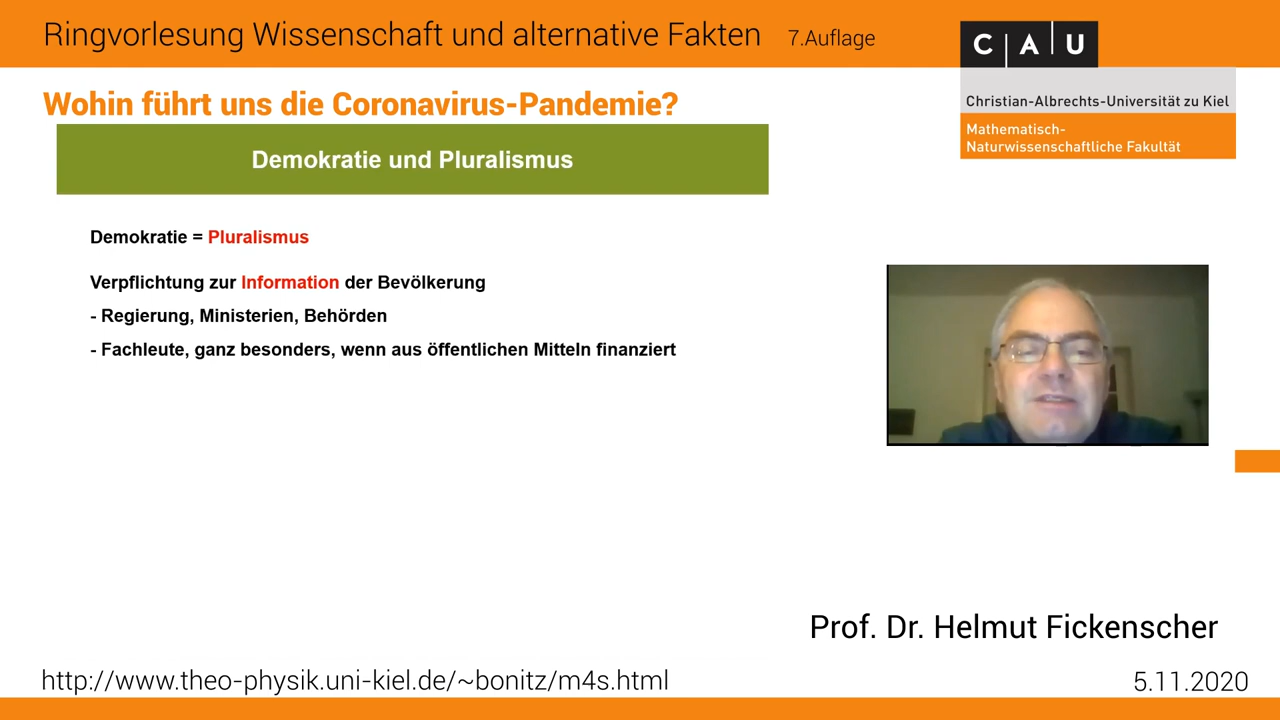 Ringvorlesung Wissenschaft und alternative Fakten 7.Auflage
C A U
Wohin führt uns die Coronavirus-Pandemie?
Christian-Albrechts-Universität zu Kiel
Mathematisch-
Naturwissenschaftliche Fakultät
Demokratie und Pluralismus
Demokratie = Pluralismus
Verpflichtung zur Information der Bevölkerung
- Regierung, Ministerien, Behörden
- Fachleute, ganz besonders, wenn aus öffentlichen Mitteln finanziert
Prof. Dr. Helmut Fickenscher
http://www.theo-physik.uni-kiel.de/~bonitz/m4s.html
5.11.2020